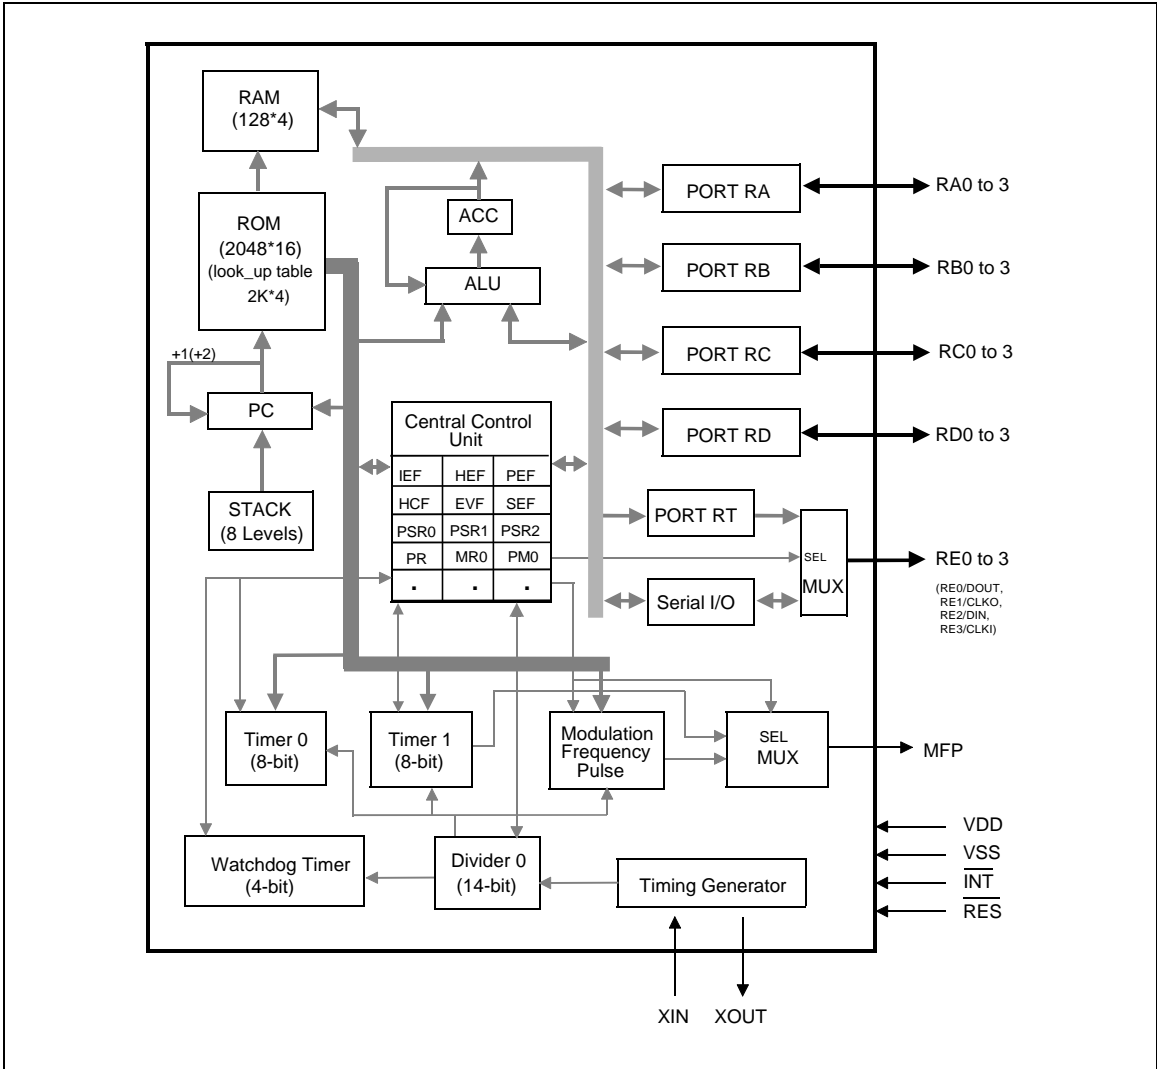 RAM
(128*4)
ROM
(2048*16)
(look_up table
2K*4)
+1(+2)
PC
STACK
(8 Levels)
ACC
ALU
Central Control
Unit
IEF HEF PEF
HCF EVF SEF
PSR0 PSR1 PSR2
PR MR0 PM0
. . .
PORT RA
RA0 to 3
PORT RB
RB0 to 3
PORT RC
RC0 to 3
PORT RD
RD0 to 3
PORT RT
Serial I/O
SEL
MUX
RE0 to 3
(RE0/DOUT,
RE1/CLKO,
RE2/DIN,
RE3/CLKI)
Timer 0
(8-bit)
Timer 1
(8-bit)
Modulation
Frequency
Pulse
SEL
MUX
MFP
Watchdog Timer
(4-bit)
Divider 0
(14-bit)
Timing Generator
VDD
VSS
INT
RES
XIN XOUT